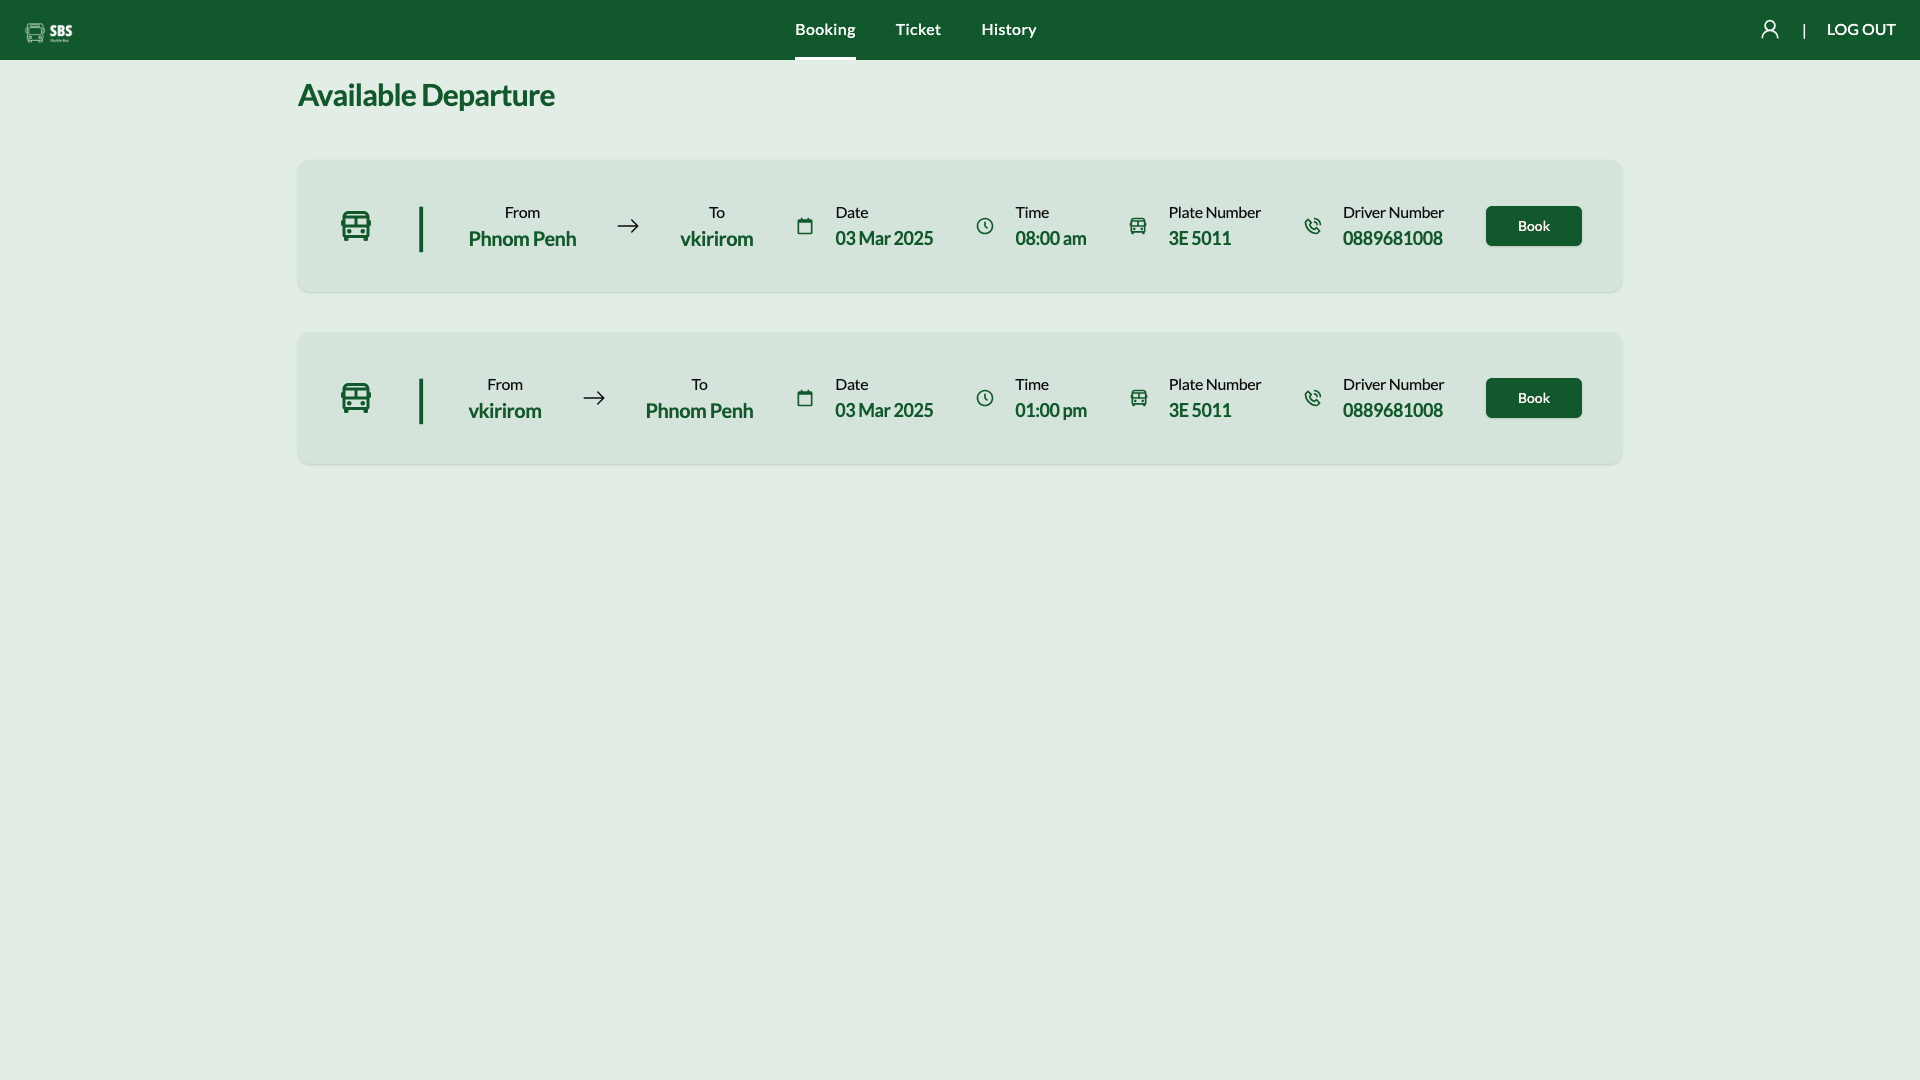 SBS
Booking
Ticket
History
|
LOG OUT
Available Departure
From
Phnom Penh
To
vkirirom
Date
03 Mar 2025
Time
08:00 am
Plate Number
3E 5011
Driver Number
0889681008
Book
From
vkirirom
To
Phnom Penh
Date
03 Mar 2025
Time
01:00 pm
Plate Number
3E 5011
Driver Number
0889681008
Book